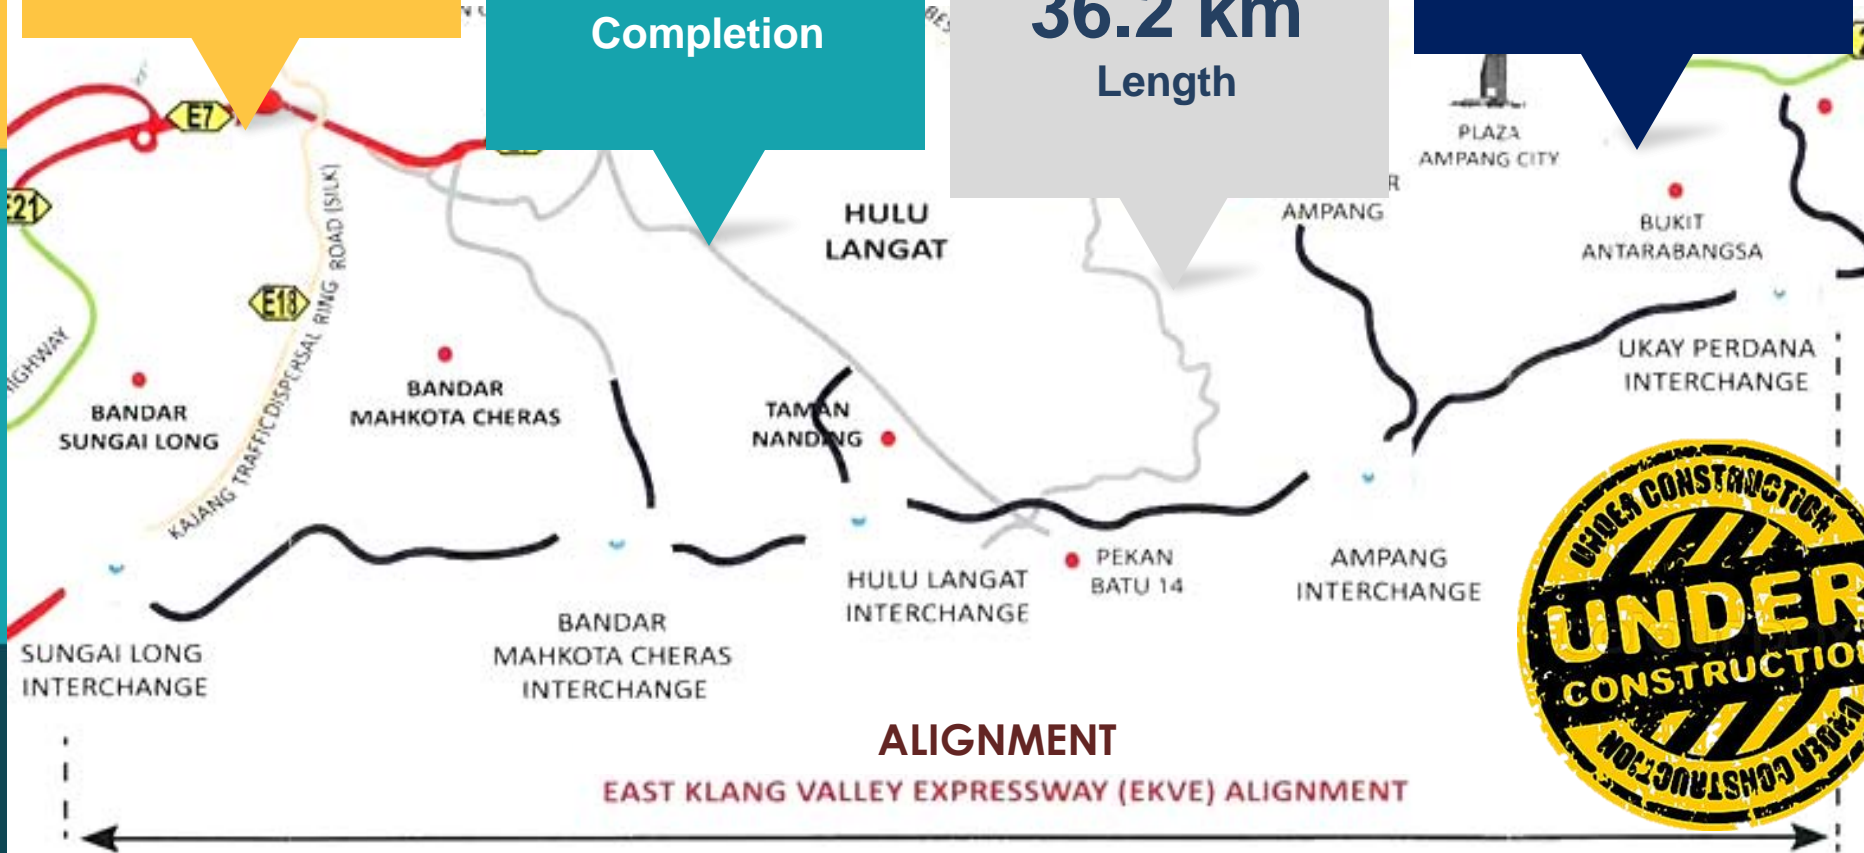 Completion
36.2 km
Length
E7
E21
E18
KAJANG TRAFFIC DISPERSAL RING ROAD (SILK)
HIGHWAY
HULU
LANGAT
AMPANG
PLAZA
AMPANG CITY
BUKIT
ANTARABANGSA
UKAY PERDANA
INTERCHANGE
BANDAR
SUNGAI LONG
BANDAR
MAHKOTA CHERAS
TAMAN
NANDING
PEKAN
BATU 14
AMPANG
INTERCHANGE
HULU LANGAT
INTERCHANGE
BANDAR
MAHKOTA CHERAS
INTERCHANGE
SUNGAI LONG
INTERCHANGE
UNDER CONSTRUCTION
UNDER
CONSTRUCTIO
UNDER CONSTRUCTION
ALIGNMENT
EAST KLANG VALLEY EXPRESSWAY (EKVE) ALIGNMENT